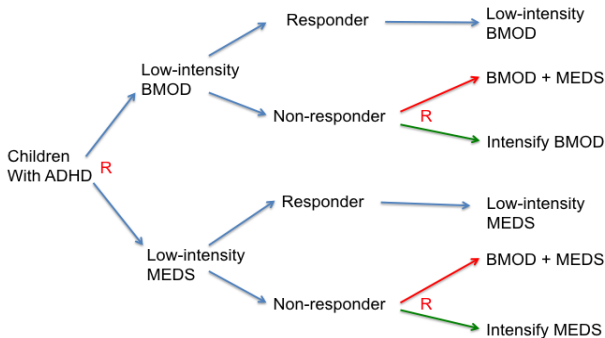 Responder
Low-intensity
BMOD
Low-intensity
BMOD
BMOD + MEDS
Non-responder
R
Intensify BMOD
Children
With ADHD
R
Responder
Low-intensity
MEDS
Low-intensity
MEDS
BMOD + MEDS
Non-responder
R
Intensify MEDS